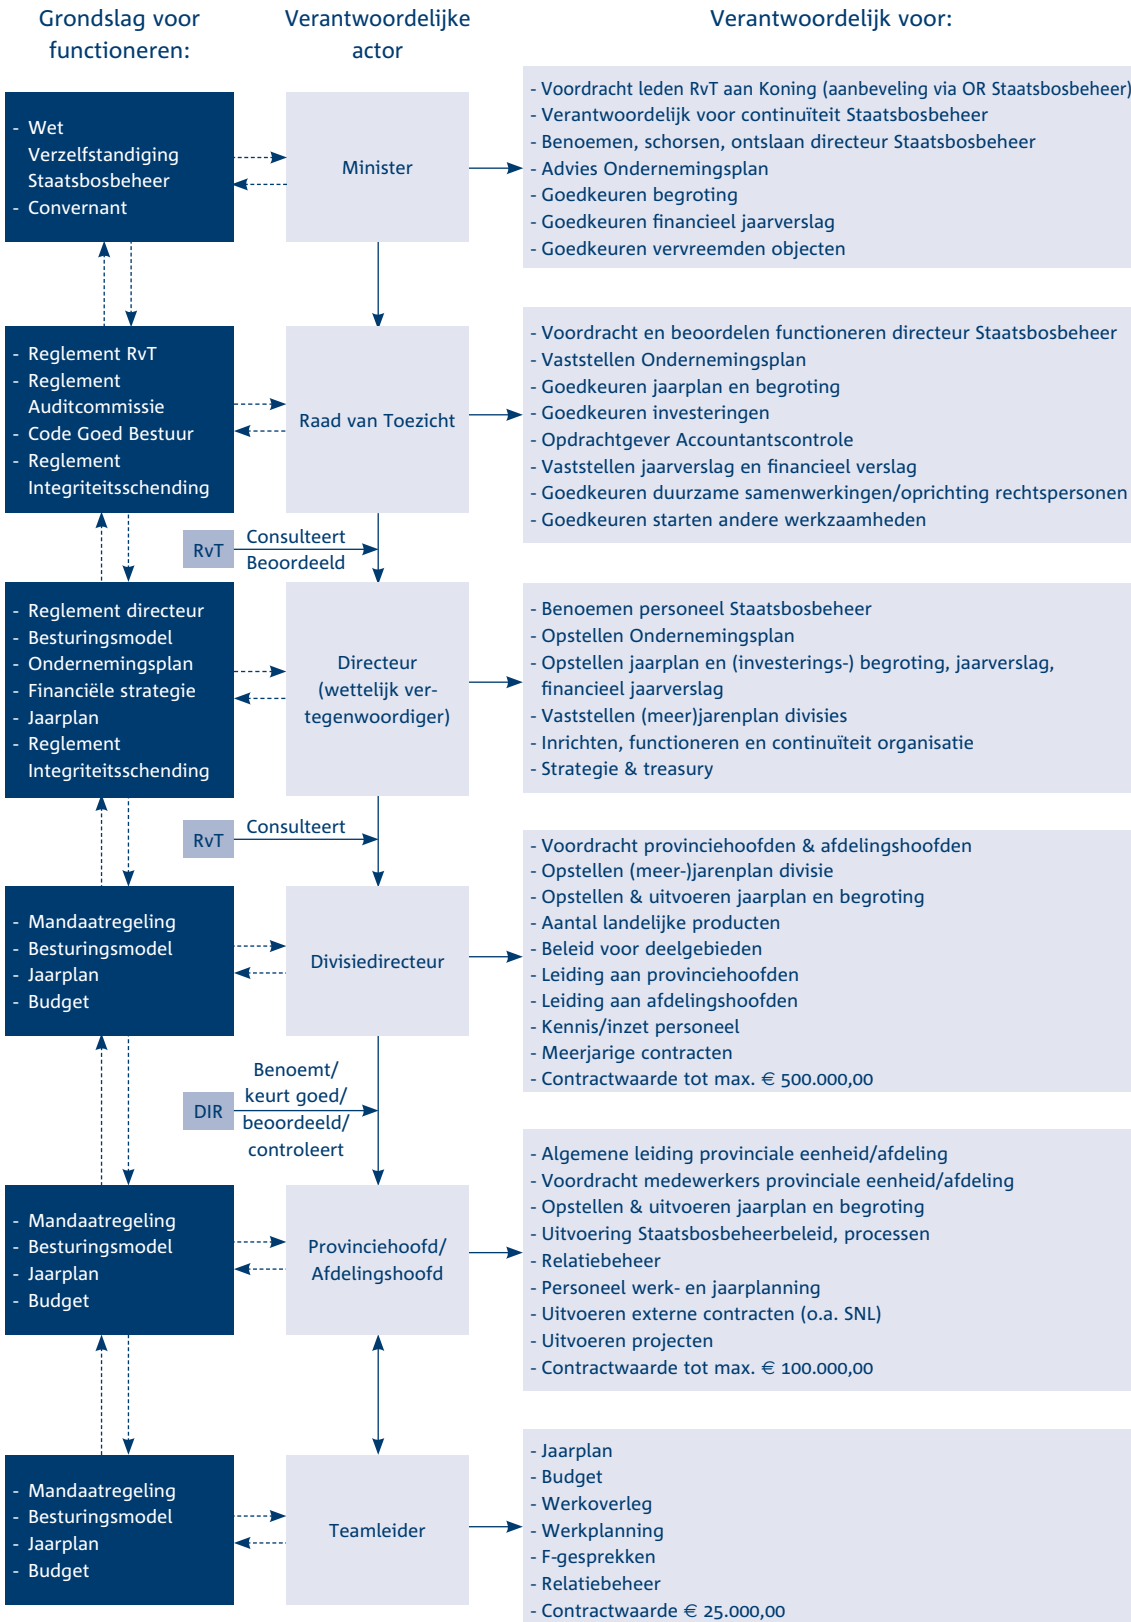 Grondslag voor
functioneren:
Verantwoordelijke
actor
Verantwoordelijk voor:
- Wet
Verzelfstandiging
Staatsbosbeheer
- Convernant
Minister
- Voordracht leden RvT aan Koning (aanbeveling via OR Staatsbosbeheer)
- Verantwoordelijk voor continuïteit Staatsbosbeheer
- Benoemen, schorsen, ontslaan directeur Staatsbosbeheer
- Advies Ondernemingsplan
- Goedkeuren begroting
- Goedkeuren financieel jaarverslag
- Goedkeuren vervreemden objecten
- Reglement RvT
- Reglement
Auditcommissie
- Code Goed Bestuur
- Reglement
Integriteitsschending
Raad van Toezicht
- Voordracht en beoordelen functioneren directeur Staatsbosbeheer
- Vaststellen Ondernemingsplan
- Goedkeuren jaarplan en begroting
- Goedkeuren investeringen
- Opdrachtgever Accountantscontrole
- Vaststellen jaarverslag en financieel verslag
- Goedkeuren duurzame samenwerkingen/oprichting rechtspersonen
- Goedkeuren starten andere werkzaamheden
RvT
Consulteert
Beoordeeld
- Reglement directeur
- Besturingsmodel
- Ondernemingsplan
- Financiële strategie
- Jaarplan
- Reglement
Integriteitsschending
Directeur
(wettelijk ver-
tegenwoordiger)
- Benoemen personeel Staatsbosbeheer
- Opstellen Ondernemingsplan
- Opstellen jaarplan en (investerings-) begroting, jaarverslag,
financieel jaarverslag
- Vaststellen (meer)jarenplan divisies
- Inrichten, functioneren en continuïteit organisatie
- Strategie & treasury
RvT
Consulteert
- Mandaatregeling
- Besturingsmodel
- Jaarplan
- Budget
Divisiedirecteur
- Voordracht provinciehoofden & afdelingshoofden
- Opstellen (meer-)jarenplan divisie
- Opstellen & uitvoeren jaarplan en begroting
- Aantal landelijke producten
- Beleid voor deelgebieden
- Leiding aan provinciehoofden
- Leiding aan afdelingshoofden
- Kennis/inzet personeel
- Meerjarige contracten
- Contractwaarde tot max. € 500.000,00
DIR
Benoemt/
keurt goed/
beoordeeld/
controleert
- Mandaatregeling
- Besturingsmodel
- Jaarplan
- Budget
Provinciehoofd/
Afdelingshoofd
- Algemene leiding provinciale eenheid/afdeling
- Voordracht medewerkers provinciale eenheid/afdeling
- Opstellen & uitvoeren jaarplan en begroting
- Uitvoering Staatsbosbeheerbeleid, processen
- Relatiebeheer
- Personeel werk- en jaarplanning
- Uitvoeren externe contracten (o.a. SNL)
- Uitvoeren projecten
- Contractwaarde tot max. € 100.000,00
- Mandaatregeling
- Besturingsmodel
- Jaarplan
- Budget
Teamleider
- Jaarplan
- Budget
- Werkoverleg
- Werkplanning
- F-gesprekken
- Relatiebeheer
- Contractwaarde € 25.000,00